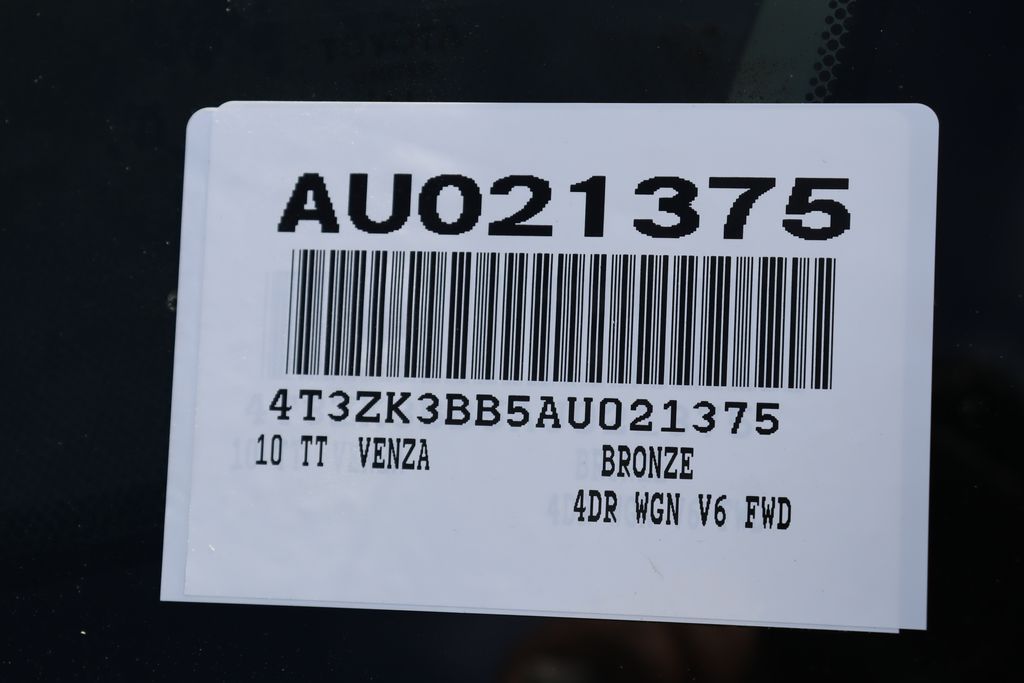 AU021375
4T3ZK3BB5AU021375
10 TT VENZA BRONZE
4DR WGN V6 FWD